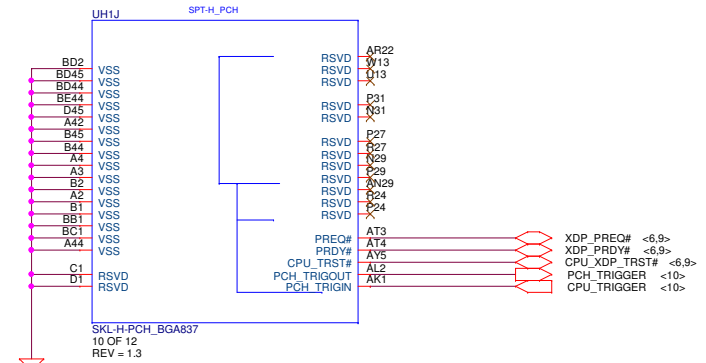 UH1J SPT-H_PCH
BD2 VSS RSVD AR22
BD45 VSS RSVD W13
BD44 VSS RSVD U13
BE44 VSS RSVD P31
D45 VSS RSVD N31
A42 VSS
B45 VSS RSVD P27
B44 VSS RSVD R27
A4 VSS RSVD N29
A3 VSS RSVD P29
B2 VSS RSVD AN29
A2 VSS RSVD R24
B1 VSS RSVD P24
BB1 VSS
BC1 VSS PREQ# AT3 XDP_PREQ# <6,9>
A44 VSS PRDY# AT4 XDP_PRDY# <6,9>
CPU_TRST# AY5 CPU_XDP_TRST# <6,9>
C1 RSVD PCH_TRIGOUT AL2 PCH_TRIGGER <10>
D1 RSVD PCH_TRIGIN AK1 CPU_TRIGGER <10>
SKL-H-PCH_BGA837
10 OF 12
REV = 1.3